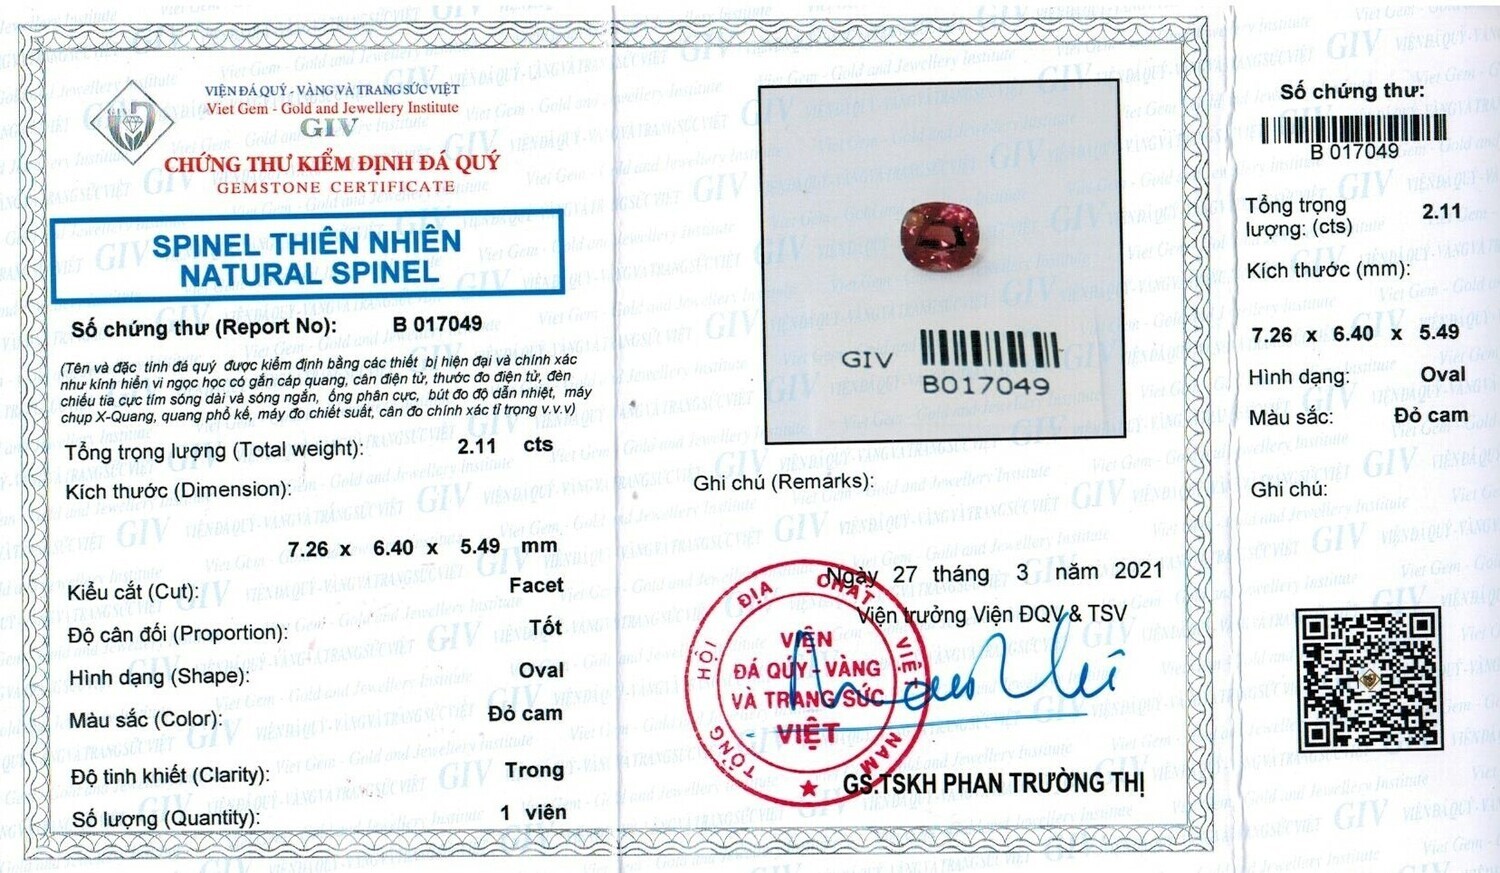 VIỆN ĐÁ QUÝ - VÀNG VÀ TRANG SỨC VIỆT
Viet Gem - Gold and Jewellery Institute
GIV
CHỨNG THƯ KIỂM ĐỊNH ĐÁ QUÝ
GEMSTONE CERTIFICATE
SPINEL THIÊN NHIÊN
NATURAL SPINEL
Số chứng thư (Report No): B 017049
(Tên và đặc tính đá quý được kiểm định bằng các thiết bị hiện đại và chính xác
như kính hiển vi ngọc học có gắn cáp quang, cân điện tử, thước đo điện tử, đèn
chiếu tia cực tím sóng dài và sóng ngắn, ống phân cực, bút đo độ dẫn nhiệt, máy
chụp X-Quang, quang phổ kế, máy đo chiết suất, cân đo chính xác tỉ trọng v.v.v)
Tổng trọng lượng (Total weight): 2.11 cts
Kích thước (Dimension):
7.26 x 6.40 x 5.49 mm
Kiểu cắt (Cut): Facet
Độ cân đối (Proportion): Tốt
Hình dạng (Shape): Oval
Màu sắc (Color): Đỏ cam
Độ tinh khiết (Clarity): Trong
Số lượng (Quantity): 1 viên
GIV
B017049
Ghi chú (Remarks):
Ngày 27 tháng 3 năm 2021
Viện trưởng Viện ĐQV & TSV
TỔNG HỘI ĐỊA CHẤT VIỆT NAM
VIỆN
ĐÁ QUÝ, VÀNG
VÀ TRANG SỨC
VIỆT
GS.TSKH PHAN TRƯỜNG THỊ
Số chứng thư:
B 017049
Tổng trọng
lượng: (cts) 2.11
Kích thước (mm):
7.26 x 6.40 x 5.49
Hình dạng: Oval
Màu sắc: Đỏ cam
Ghi chú: